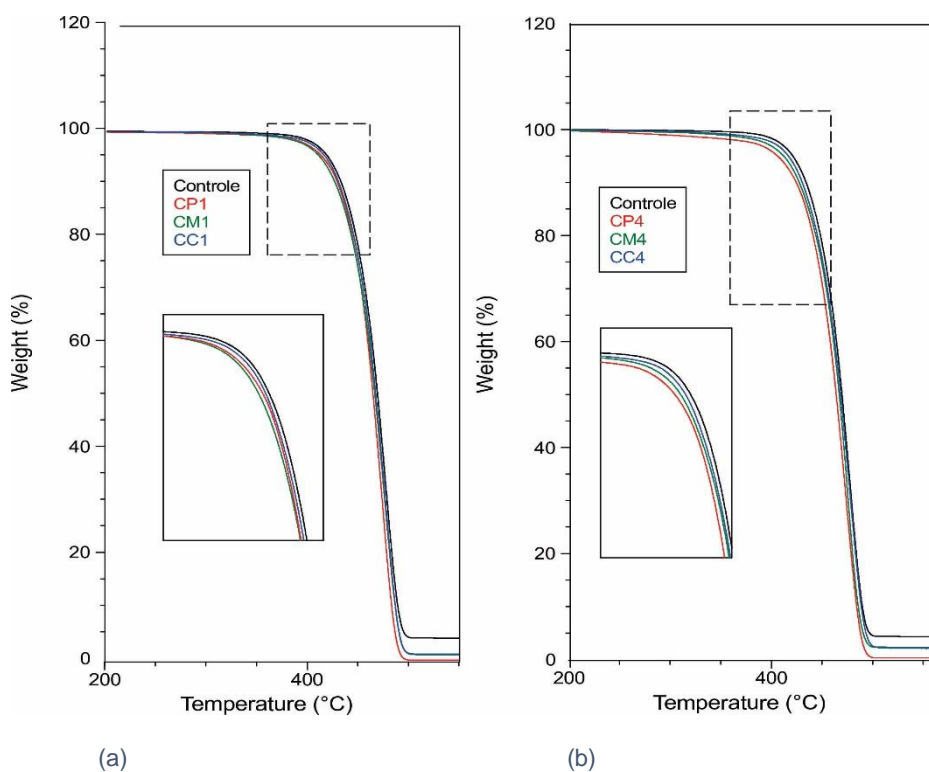 120
100
80
60
40
20
0
Weight (%)
Controle
CP1
CM1
CC1
200
400
Temperature (°C)
(a)
120
100
80
60
40
20
0
Weight (%)
Controle
CP4
CM4
CC4
200
400
Temperature (°C)
(b)